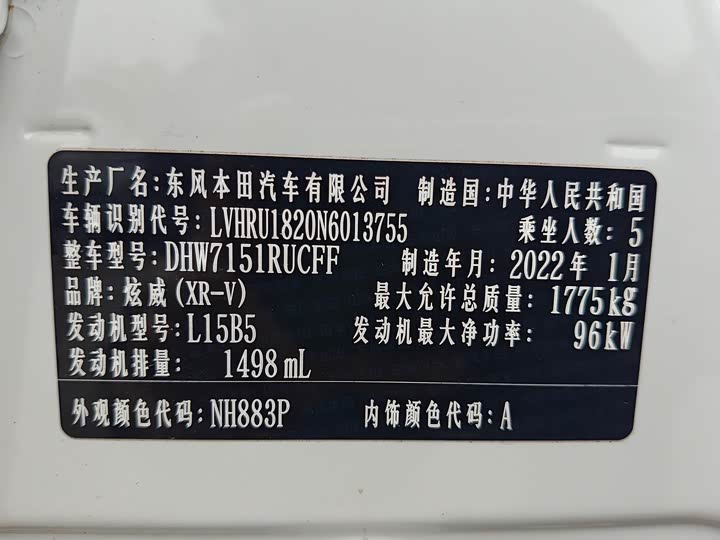 生产厂名:东风本田汽车有限公司 制造国:中华人民共和国
车辆识别代号: LVHRU1820N6013755 乘坐人数: 5
整车型号: DHW7151RUCFF 制造年月: 2022年 1月
品牌: 炫威(XR-V) 最大允许总质量: 1775kg
发动机型号: L15B5 发动机最大净功率: 96kW
发动机排量: 1498mL
外观颜色代码: NH883P 内饰颜色代码: A